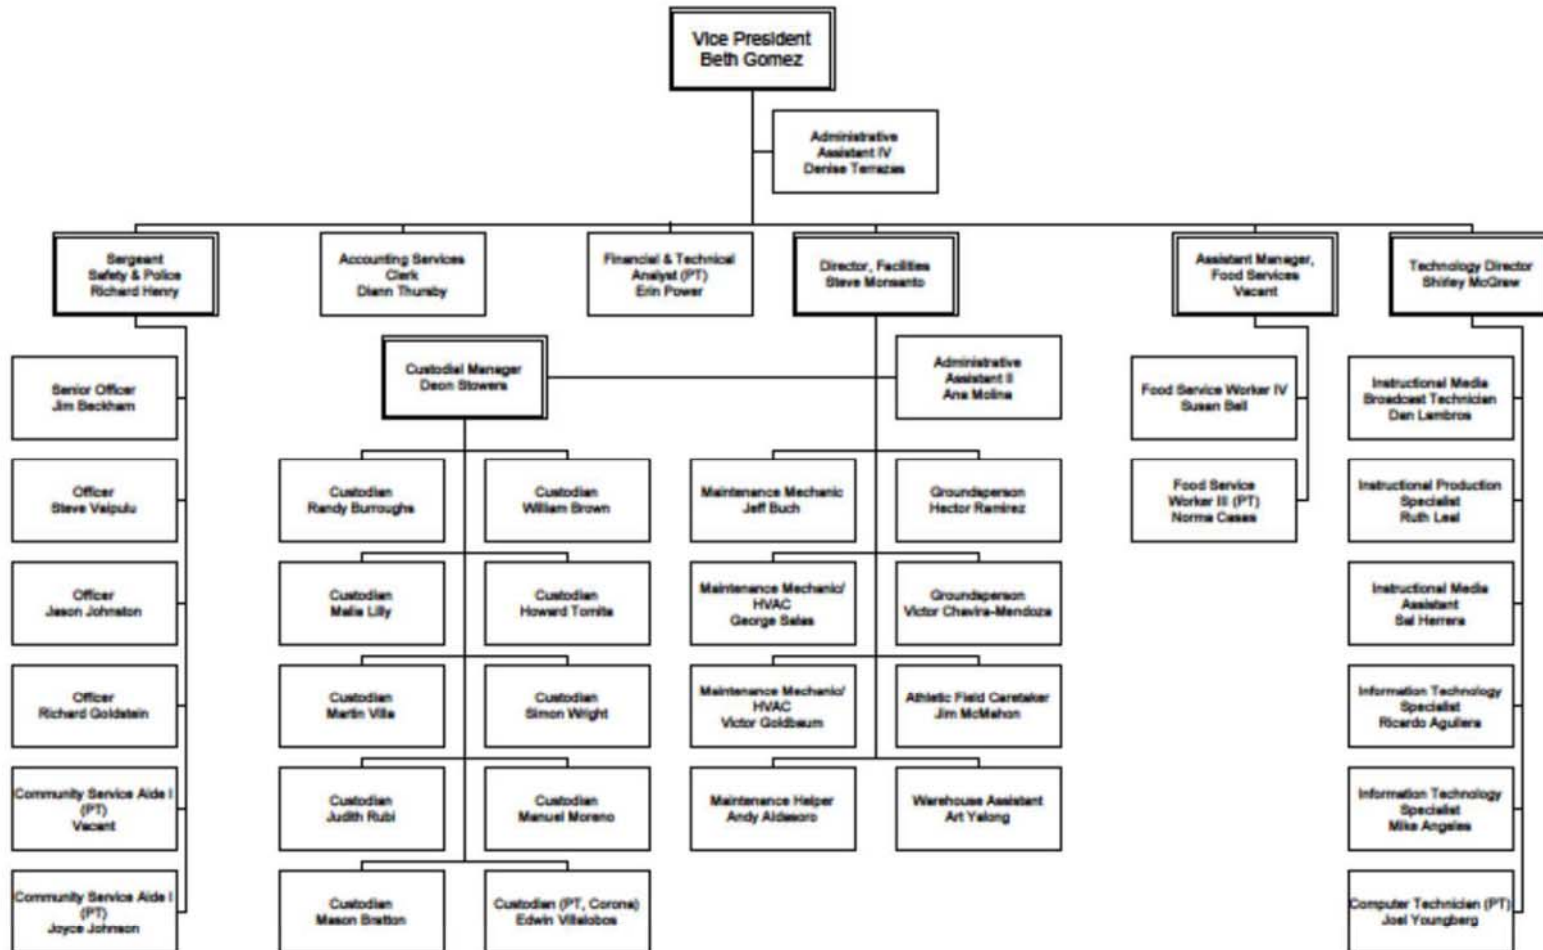 Vice President
Beth Gomez
Administrative
Assistant IV
Denise Terrazas
Sergeant
Safety & Police
Richard Henry
Accounting Services
Clerk
Diann Thursby
Financial & Technical
Analyst (PT)
Erin Power
Director, Facilities
Steve Monsanto
Assistant Manager,
Food Services
Vacant
Technology Director
Shirley McGraw
Custodial Manager
Deon Stowers
Administrative
Assistant II
Ana Molina
Senior Officer
Jim Beckham
Officer
Steve Vaipulu
Officer
Jason Johnston
Officer
Richard Goldstein
Community Service Aide I
(PT)
Vacant
Community Service Aide I
(PT)
Joyce Johnson
Custodian
Randy Burroughs
Custodian
William Brown
Custodian
Malia Lilly
Custodian
Howard Tomita
Custodian
Martin Villa
Custodian
Simon Wright
Custodian
Judith Rubi
Custodian
Manuel Moreno
Custodian
Mason Bratton
Custodian (PT, Corona)
Edwin Villalobos
Maintenance Mechanic
Jeff Buch
Groundsperson
Hector Ramirez
Maintenance Mechanic/
HVAC
George Salas
Groundsperson
Victor Chavira-Mendoza
Maintenance Mechanic/
HVAC
Victor Goldbaum
Athletic Field Caretaker
Jim McMahon
Maintenance Helper
Andy Aldasoro
Warehouse Assistant
Art Yalong
Food Service Worker IV
Susan Bell
Food Service
Worker III (PT)
Norma Casas
Instructional Media
Broadcast Technician
Dan Lambros
Instructional Production
Specialist
Ruth Leal
Instructional Media
Assistant
Sal Herrera
Information Technology
Specialist
Ricardo Aguilera
Information Technology
Specialist
Mike Angeles
Computer Technician (PT)
Joel Youngberg